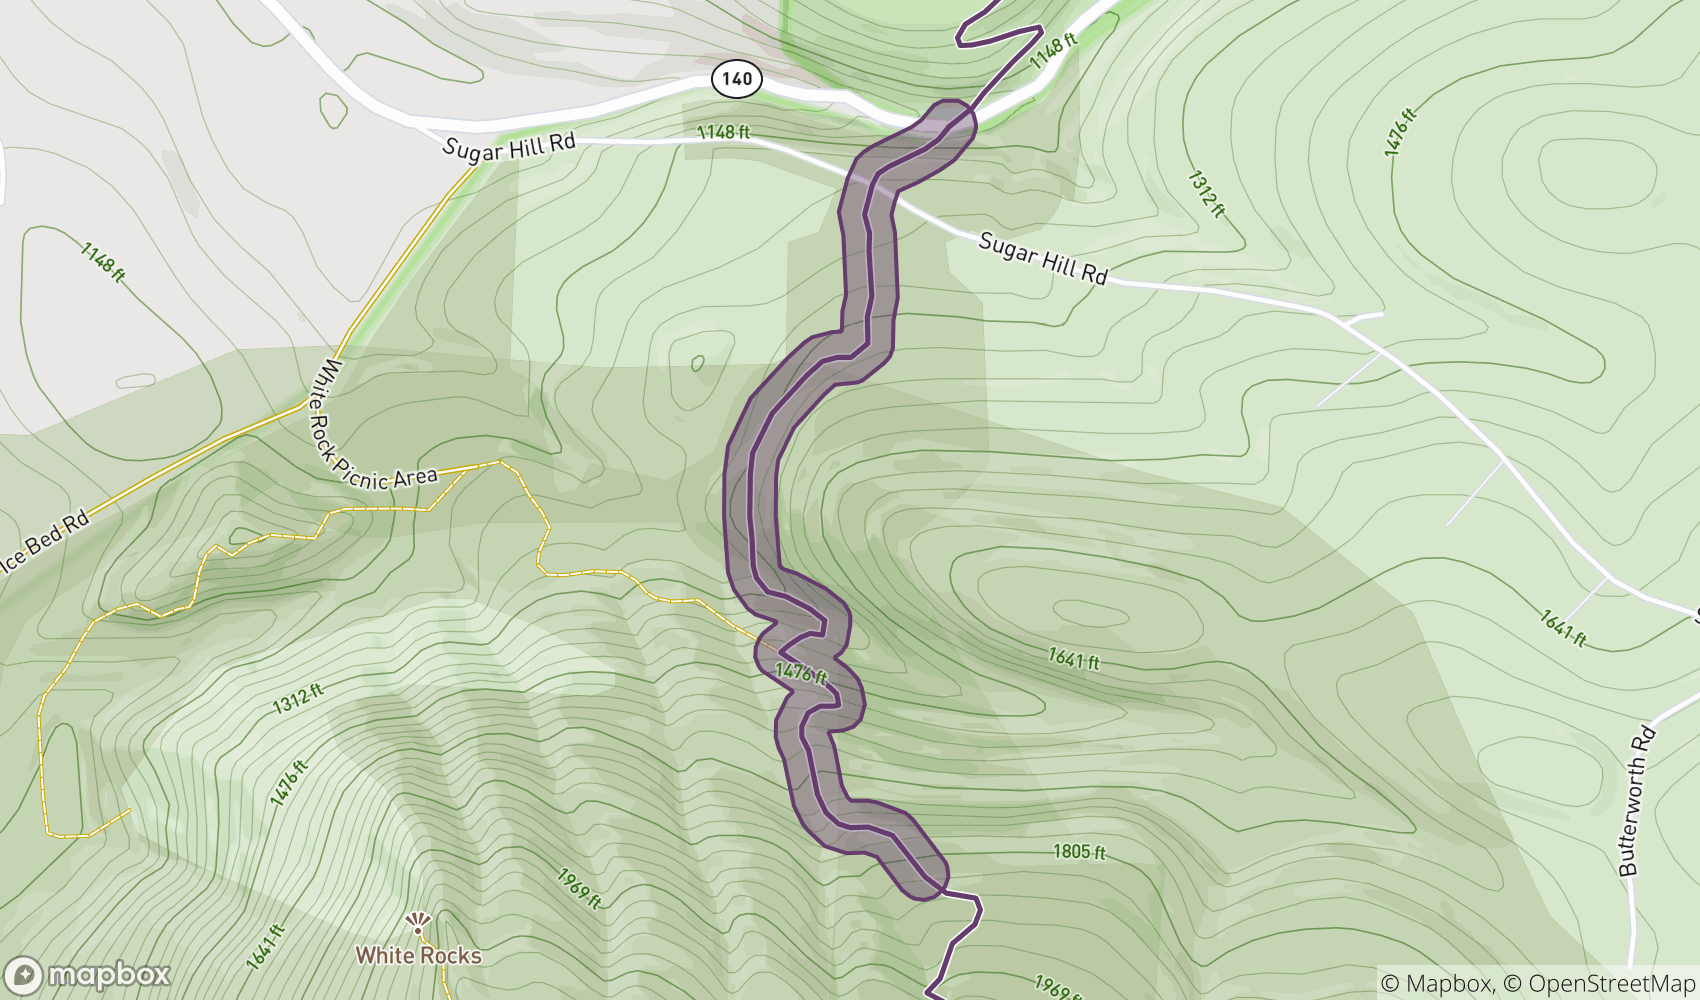 1148 ft
140
1148 ft
Sugar Hill Rd
1476 ft
1312 ft
Sugar Hill Rd
1148 ft
White Rock Picnic Area
Ice Bed Rd
1641 ft
S
1641 ft
1476 ft
1312 ft
Butterworth Rd
1476 ft
1805 ft
1969 ft
1641 ft
White Rocks
mapbox
1969 ft
© Mapbox, © OpenStreetMap